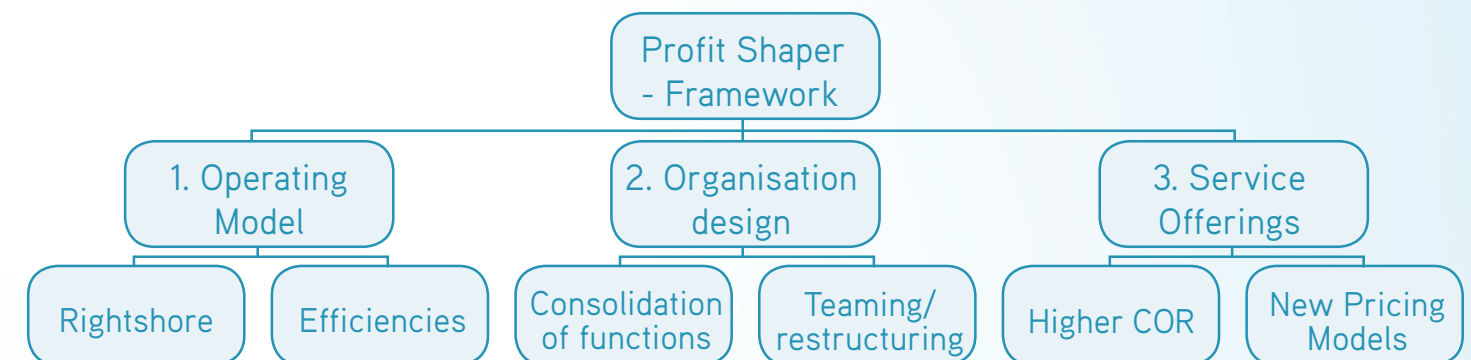 Profit Shaper
- Framework
1. Operating
Model
2. Organisation
design
3. Service
Offerings
Rightshore
Efficiencies
Consolidation
of functions
Teaming/
restructuring
Higher COR
New Pricing
Models